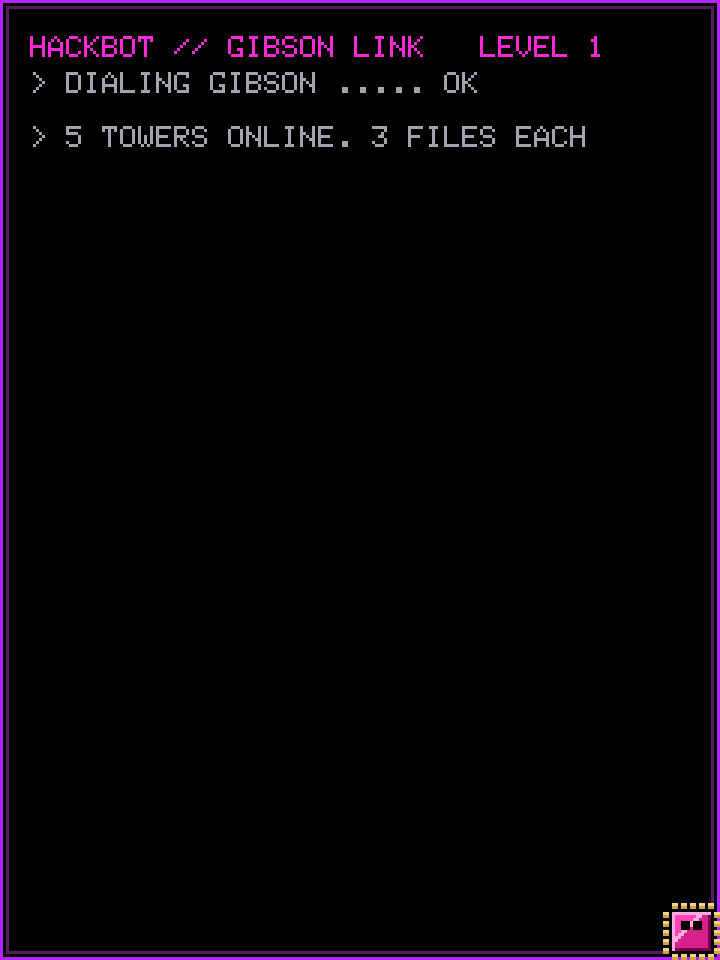 HACKBOT // GIBSON LINK   LEVEL 1
> DIALING GIBSON ..... OK
> 5 TOWERS ONLINE. 3 FILES EACH